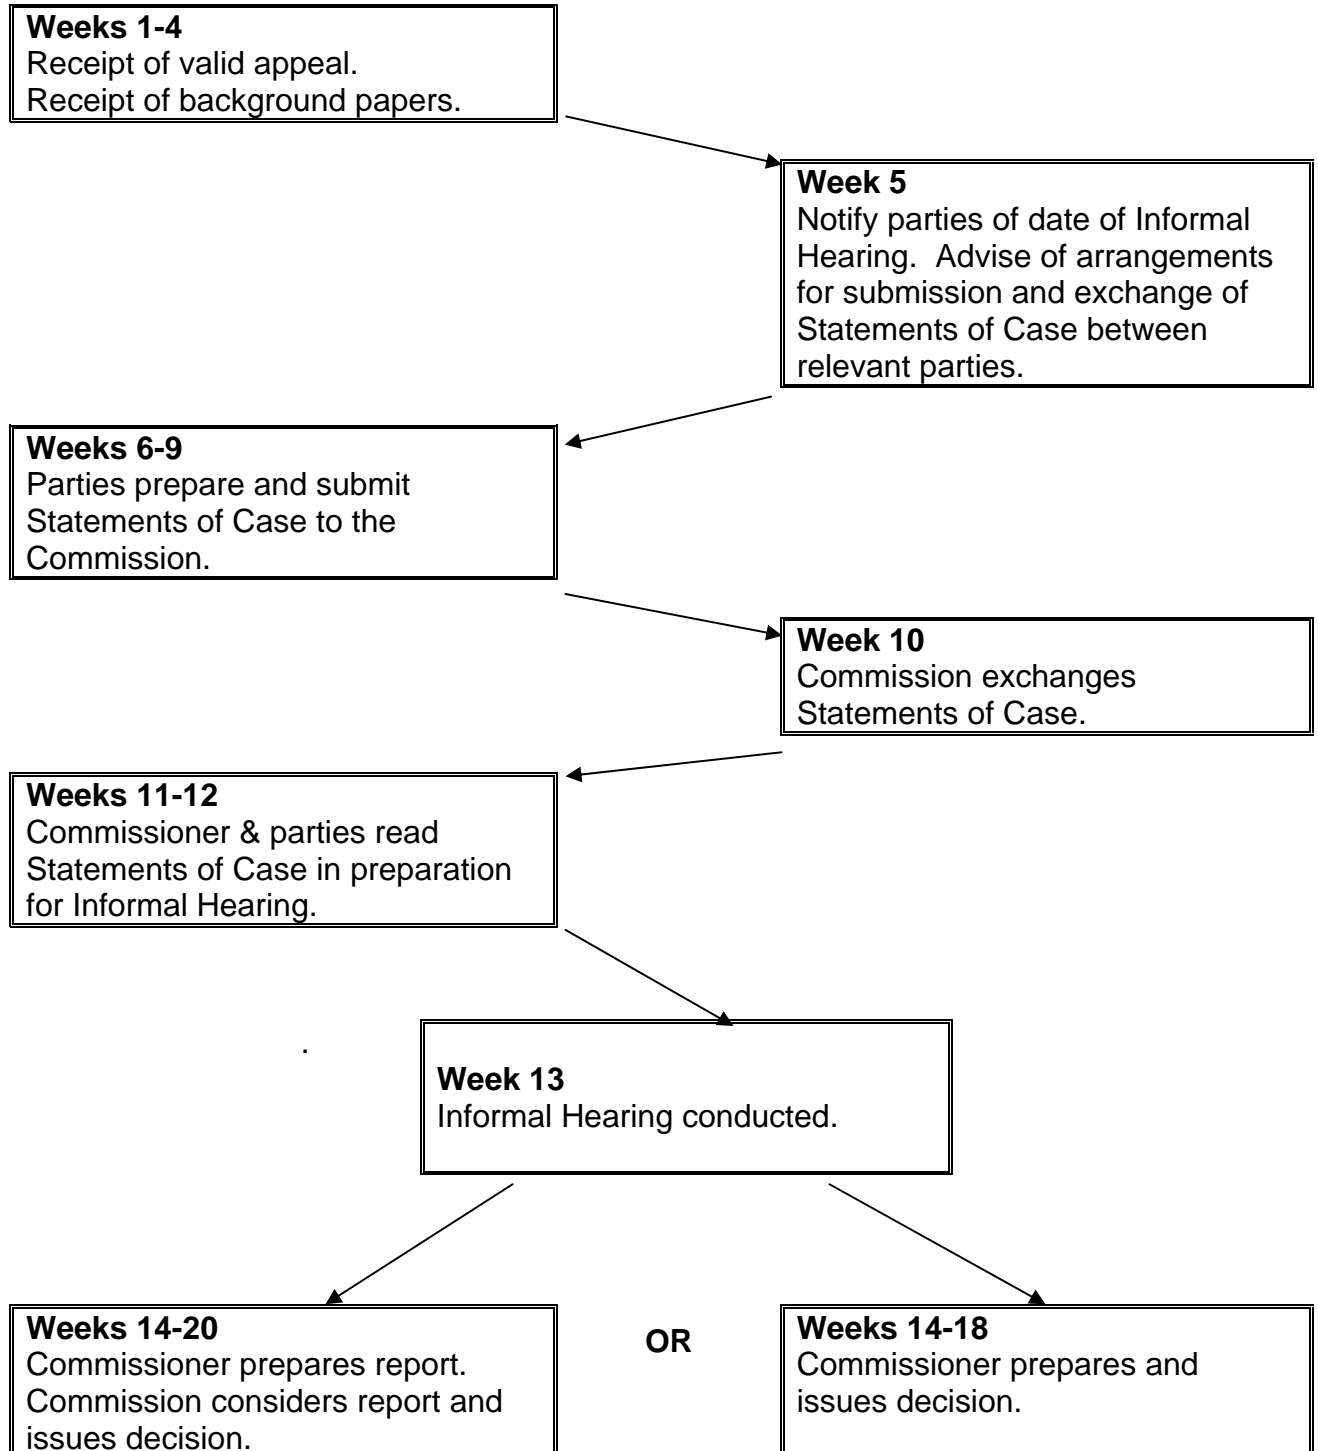 Weeks 1-4
Receipt of valid appeal.
Receipt of background papers.
Week 5
Notify parties of date of Informal
Hearing.  Advise of arrangements
for submission and exchange of
Statements of Case between
relevant parties.
Weeks 6-9
Parties prepare and submit
Statements of Case to the
Commission.
Week 10
Commission exchanges
Statements of Case.
Weeks 11-12
Commissioner & parties read
Statements of Case in preparation
for Informal Hearing.
.
Week 13
Informal Hearing conducted.
Weeks 14-20
Commissioner prepares report.
Commission considers report and
issues decision.
OR
Weeks 14-18
Commissioner prepares and
issues decision.